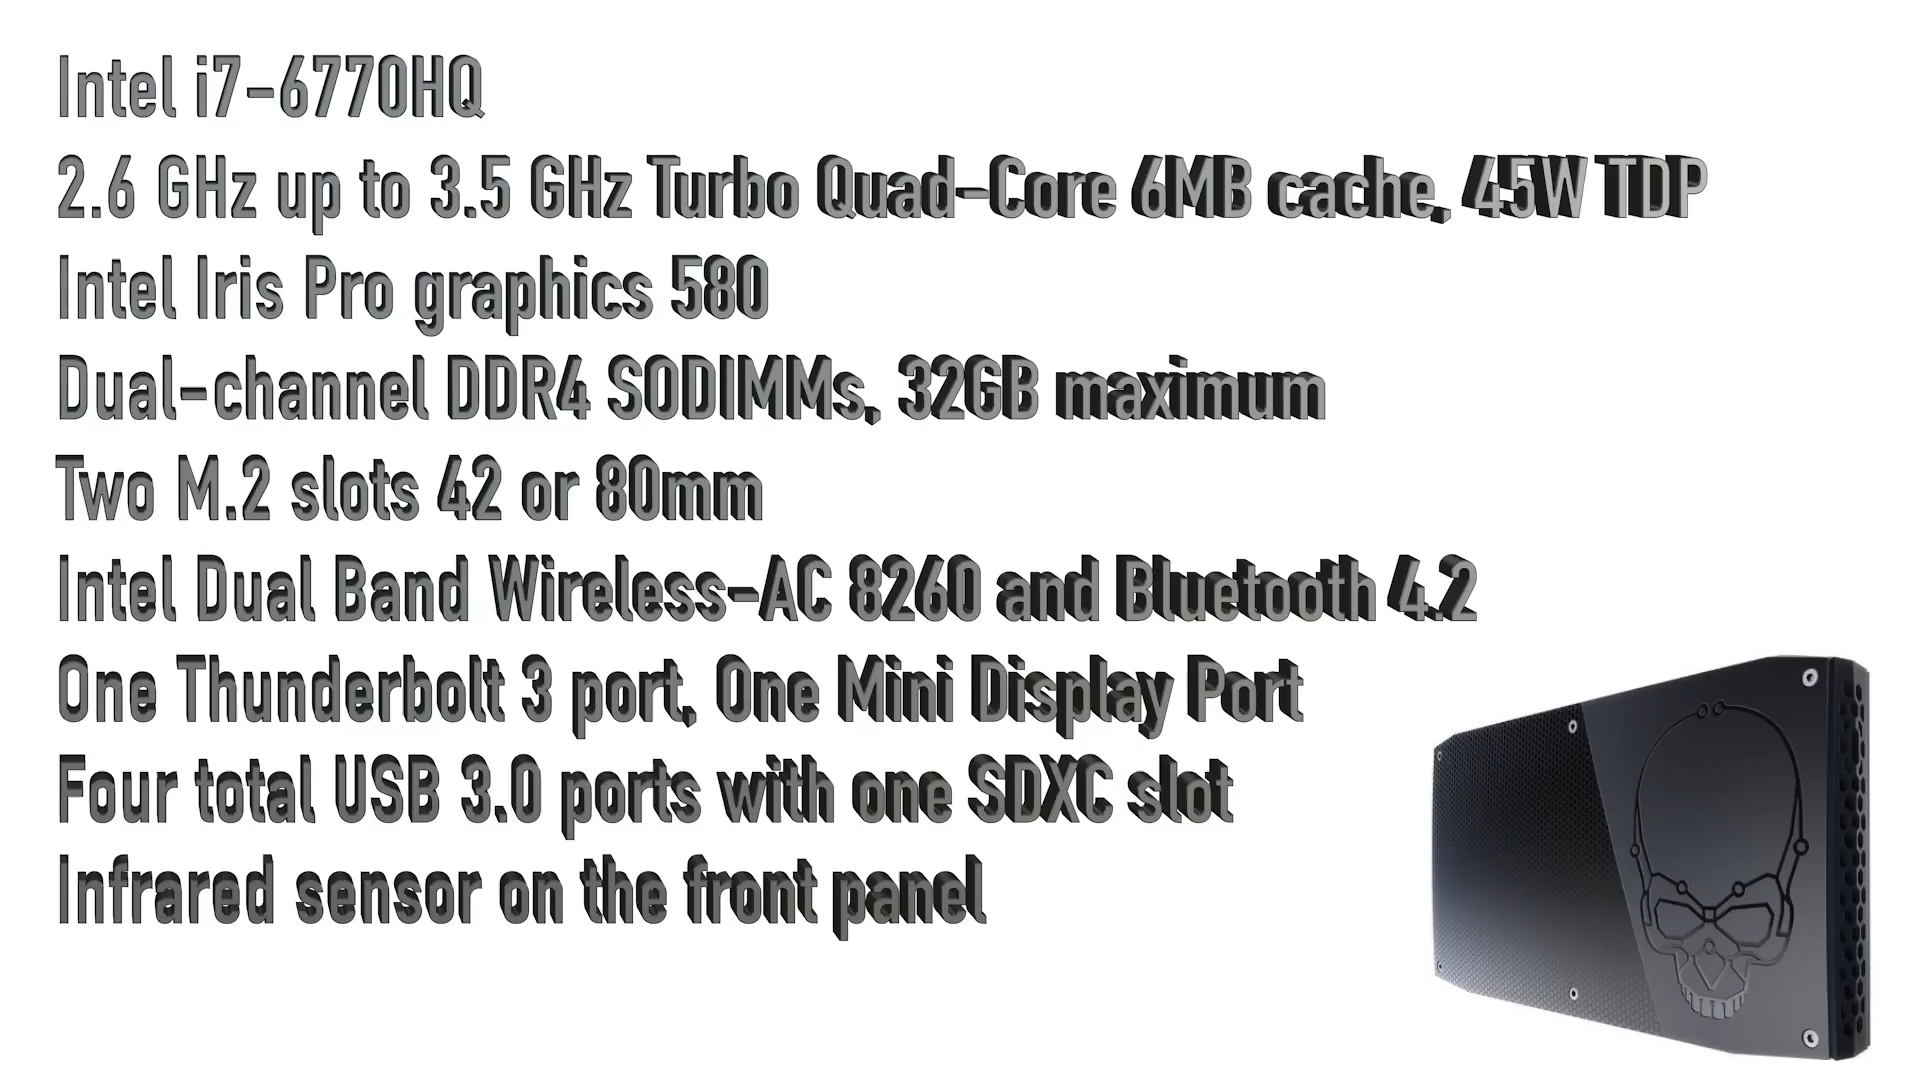 Intel i7-6770HQ
2.6 GHz up to 3.5 GHz Turbo Quad-Core 6MB cache, 45W TDP
Intel Iris Pro graphics 580
Dual-channel DDR4 SODIMMs, 32GB maximum
Two M.2 slots 42 or 80mm
Intel Dual Band Wireless-AC 8260 and Bluetooth 4.2
One Thunderbolt 3 port, One Mini Display Port
Four total USB 3.0 ports with one SDXC slot
Infrared sensor on the front panel